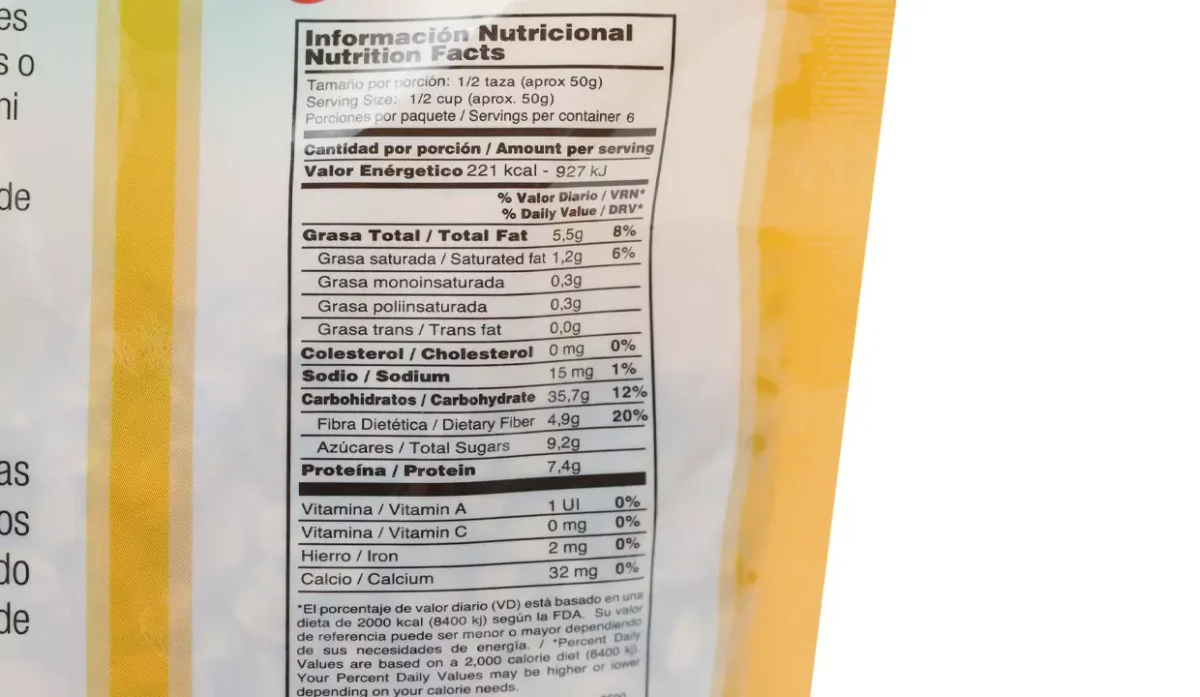 es
s o
ni
de
as
os
do
de
Información Nutricional
Nutrition Facts
Tamaño por porción: 1/2 taza (aprox 50g)
Serving Size: 1/2 cup (aprox. 50g)
Porciones por paquete / Servings per container 6
Cantidad por porción / Amount per serving
Valor Enérgetico 221 kcal - 927 kJ
% Valor Diario / VRN*
% Daily Value / DRV*
Grasa Total / Total Fat 5,5g 8%
Grasa saturada / Saturated fat 1,2g 6%
Grasa monoinsaturada 0,3g
Grasa poliinsaturada 0,3g
Grasa trans / Trans fat 0,0g
Colesterol / Cholesterol 0 mg 0%
Sodio / Sodium 15 mg 1%
Carbohidratos / Carbohydrate 35,7g 12%
Fibra Dietética / Dietary Fiber 4,9g 20%
Azúcares / Total Sugars 9,2g
Proteína / Protein 7,4g
Vitamina / Vitamin A 1 UI 0%
Vitamina / Vitamin C 0 mg 0%
Hierro / Iron 2 mg 0%
Calcio / Calcium 32 mg 0%
*El porcentaje de valor diario (VD) está basado en una
dieta de 2000 kcal (8400 kj) según la FDA. Su valor
de referencia puede ser menor o mayor dependiendo
de sus necesidades de energía. / *Percent Daily
Values are based on a 2,000 calorie diet (8400 kj).
Your Percent Daily Values may be higher or lower
depending on your calorie needs.